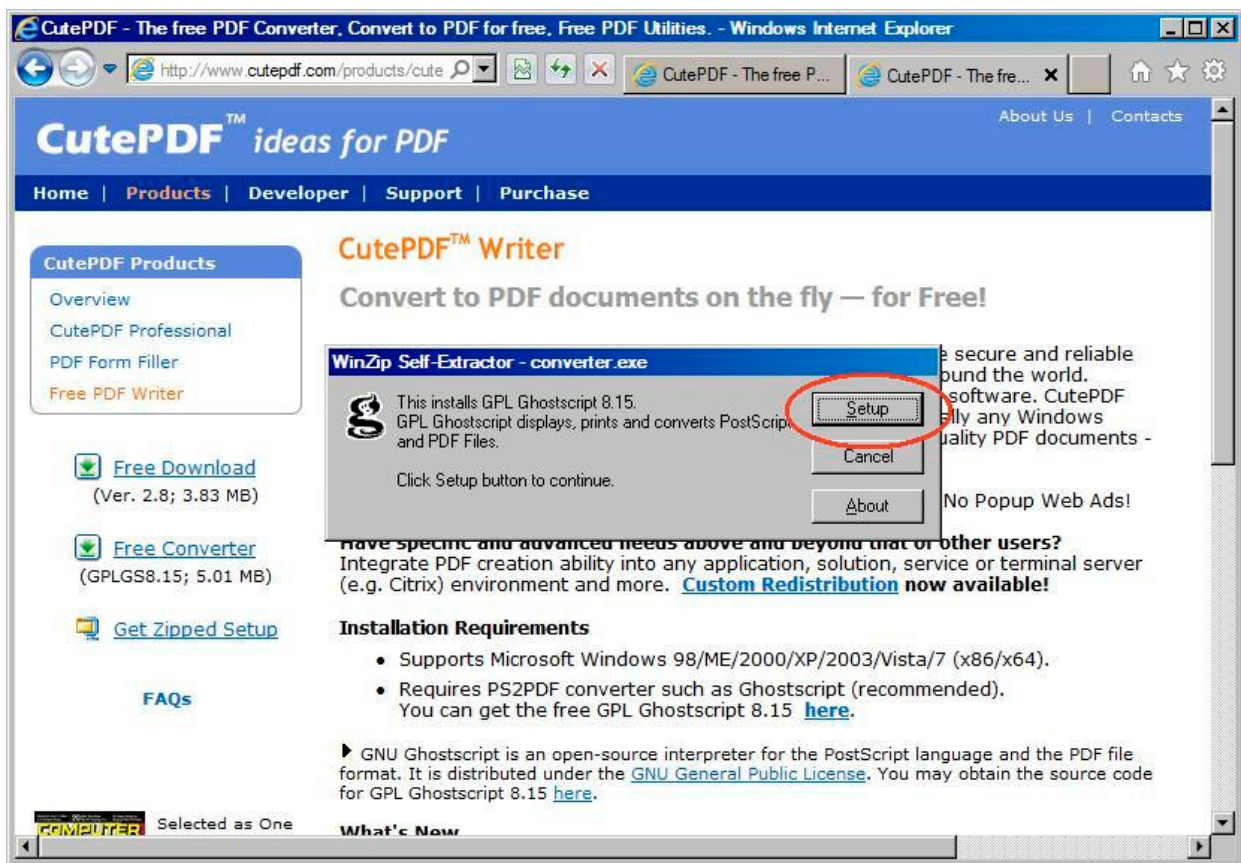 CutePDF - The free PDF Converter, Convert to PDF for free, Free PDF Utilities. - Windows Internet Explorer
http://www.cutepdf.com/products/cute
CutePDF - The free P...
CutePDF - The fre...
CutePDF™ ideas for PDF
About Us | Contacts
Home | Products | Developer | Support | Purchase
CutePDF Products
Overview
CutePDF Professional
PDF Form Filler
Free PDF Writer
Free Download
(Ver. 2.8; 3.83 MB)
Free Converter
(GPLGS8.15; 5.01 MB)
Get Zipped Setup
FAQs
COMPUTER
Selected as One
CutePDF™ Writer
Convert to PDF documents on the fly — for Free!
secure and reliable
ound the world.
software. CutePDF
lly any Windows
uality PDF documents -
No Popup Web Ads!
WinZip Self-Extractor - converter.exe
This installs GPL Ghostscript 8.15.
GPL Ghostscript displays, prints and converts PostScript
and PDF Files.
Click Setup button to continue.
Setup
Cancel
About
Have specific and advanced needs above and beyond that of other users?
Integrate PDF creation ability into any application, solution, service or terminal server
(e.g. Citrix) environment and more. Custom Redistribution now available!
Installation Requirements
• Supports Microsoft Windows 98/ME/2000/XP/2003/Vista/7 (x86/x64).
• Requires PS2PDF converter such as Ghostscript (recommended).
You can get the free GPL Ghostscript 8.15 here.
GNU Ghostscript is an open-source interpreter for the PostScript language and the PDF file
format. It is distributed under the GNU General Public License. You may obtain the source code
for GPL Ghostscript 8.15 here.
What's New